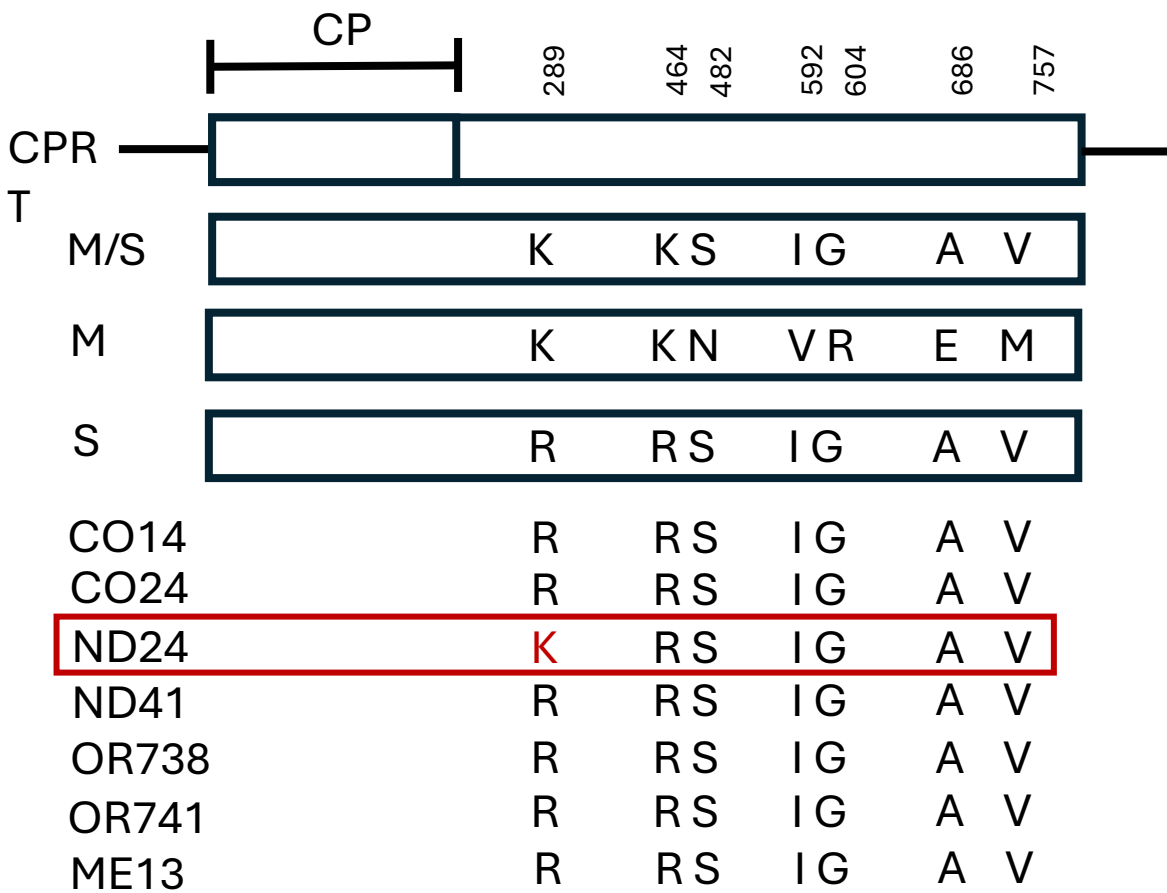 CP
289 464 482 592 604 686 757
CPR
T
M/S K K S I G A V
M K K N V R E M
S R R S I G A V
CO14 R R S I G A V
CO24 R R S I G A V
ND24 K R S I G A V
ND41 R R S I G A V
OR738 R R S I G A V
OR741 R R S I G A V
ME13 R R S I G A V